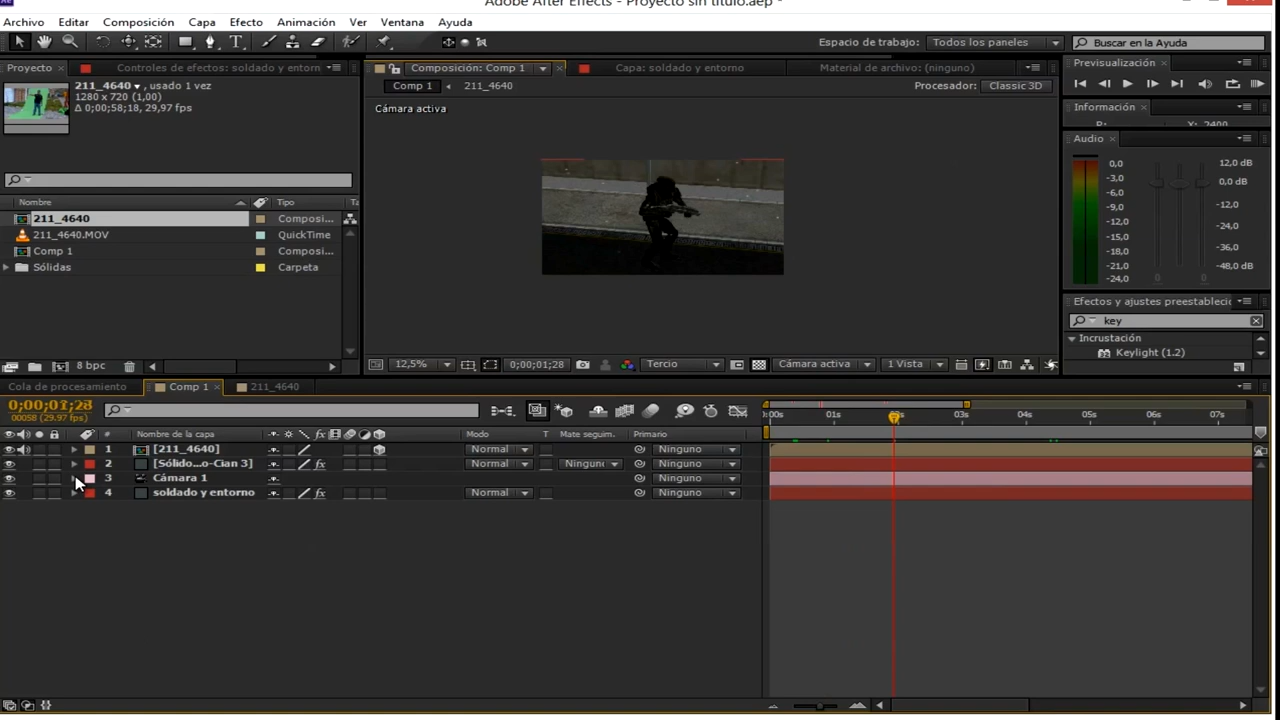 Adobe After Effects - Proyecto sin título.aep *
Archivo Editar Composición Capa Efecto Animación Ver Ventana Ayuda
Espacio de trabajo: Todos los paneles Buscar en la Ayuda
Proyecto Controles de efectos: soldado y entorn
Composición: Comp 1 Capa: soldado y entorno Material de archivo: (ninguno)
Previsualización
211_4640 , usado 1 vez
1280 x 720 (1,00)
Δ 0;00;58;18, 29,97 fps
Comp 1 211_4640 Procesador: Classic 3D
Cámara activa
Información
X: 2400
Audio
0,0
-3,0
-6,0
-9,0
-12,0
-15,0
-18,0
-21,0
-24,0
12,0 dB
0,0 dB
-12,0
-24,0
-36,0
-48,0 dB
0 0
Nombre Tipo
211_4640 Composi...
211_4640.MOV QuickTime
Comp 1 Composi...
Sólidas Carpeta
Efectos y ajustes preestablecic
key
Incrustación
Keylight (1.2)
8 bpc
12,5% 0;00;01;28 Tercio Cámara activa 1 Vista
Cola de procesamiento Comp 1 211_4640
0;00;01;28
00058 (29.97 fps)
:00s 01s 03s 04s 05s 06s 07s
# Nombre de la capa fx Modo T Mate seguim. Primario
1 [211_4640] Normal Ninguno
2 [Sólido...o-Cian 3] fx Normal Ninguno Ninguno
3 Cámara 1 Ninguno
4 soldado y entorno fx Normal Ninguno